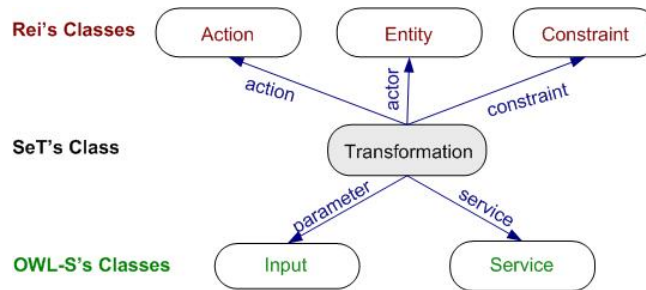 Rei's Classes
Action
Entity
Constraint
action
actor
constraint
SeT's Class
Transformation
parameter
service
OWL-S's Classes
Input
Service